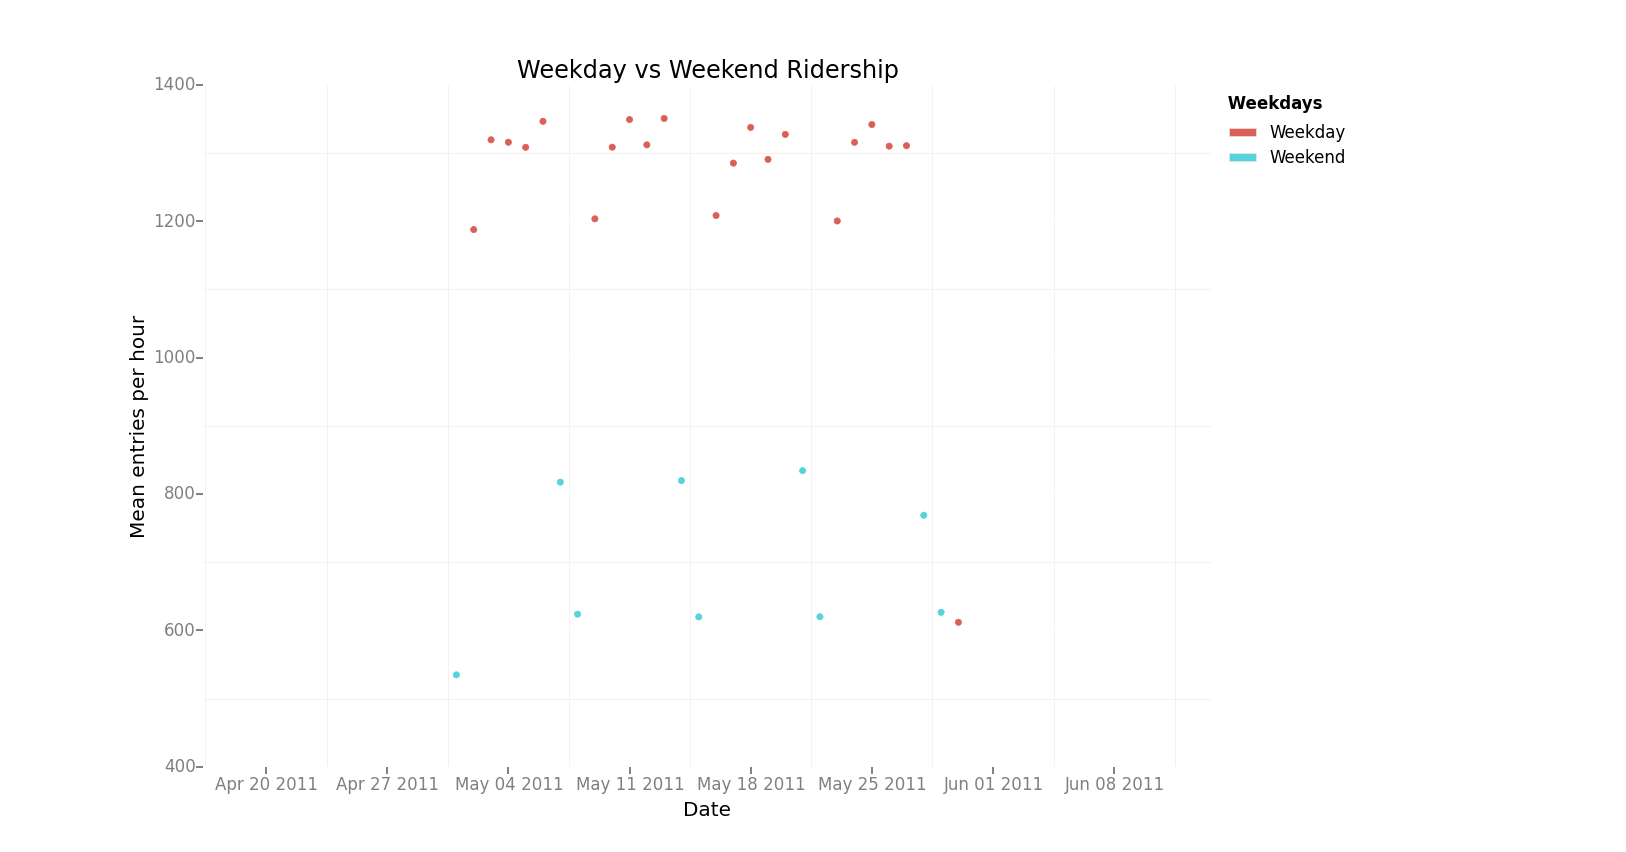 Weekday vs Weekend Ridership
1400
1200
1000
800
600
400
Mean entries per hour
Apr 20 2011 Apr 27 2011 May 04 2011 May 11 2011 May 18 2011 May 25 2011 Jun 01 2011 Jun 08 2011
Date
Weekdays
Weekday
Weekend